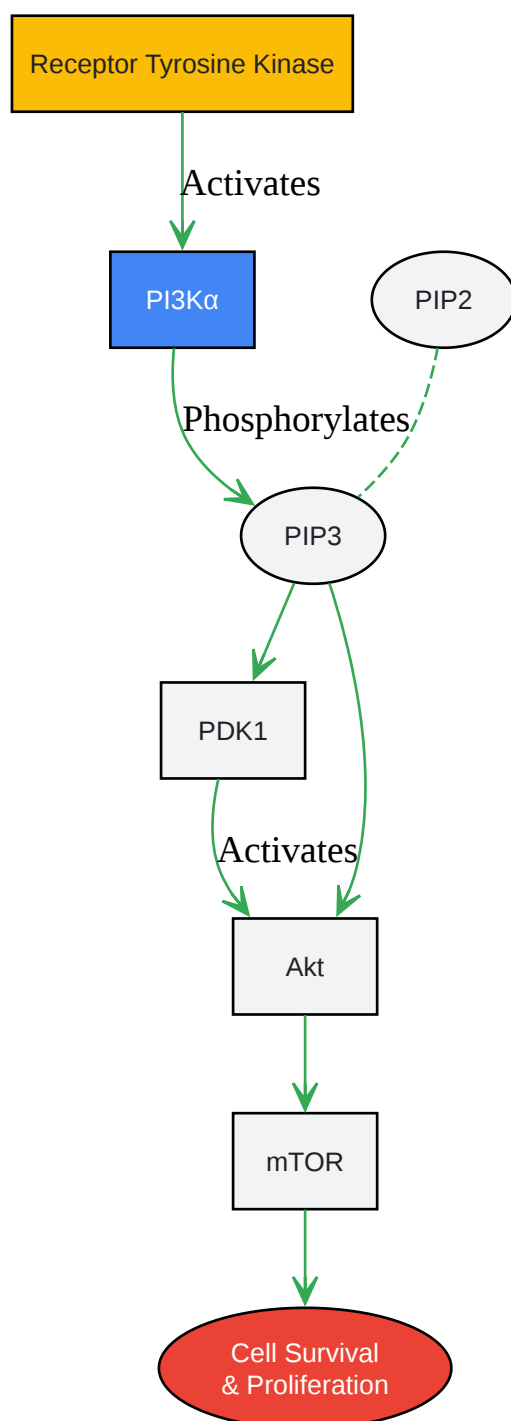 Receptor Tyrosine Kinase
Activates
PI3Kα
PIP2
Phosphorylates
PIP3
PDK1
Activates
Akt
mTOR
Cell Survival
& Proliferation